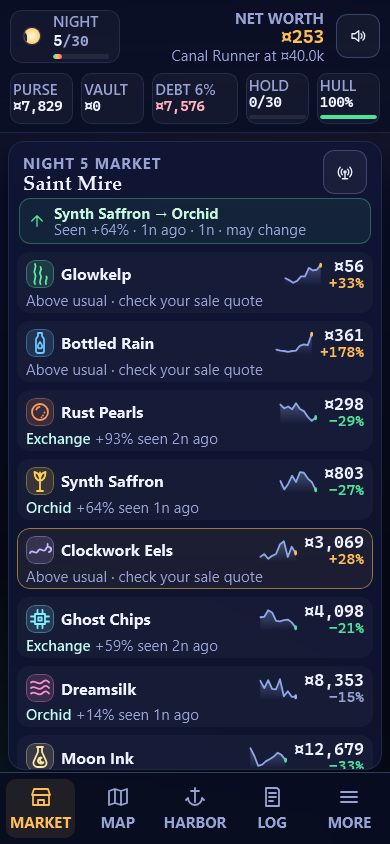 NIGHT
5/30
NET WORTH
¤253
Canal Runner at ¤40.0k
PURSE
¤7,829
VAULT
¤0
DEBT 6%
¤7,576
HOLD
0/30
HULL
100%
NIGHT 5 MARKET
Saint Mire
Synth Saffron → Orchid
Seen +64% · 1n ago · 1n · may change
Glowkelp
¤56
+33%
Above usual · check your sale quote
Bottled Rain
¤361
+178%
Above usual · check your sale quote
Rust Pearls
¤298
−29%
Exchange +93% seen 2n ago
Synth Saffron
¤803
−27%
Orchid +64% seen 1n ago
Clockwork Eels
¤3,069
+28%
Above usual · check your sale quote
Ghost Chips
¤4,098
−21%
Exchange +59% seen 2n ago
Dreamsilk
¤8,353
−15%
Orchid +14% seen 1n ago
Moon Ink
¤12,679
−33%
MARKET
MAP
HARBOR
LOG
MORE